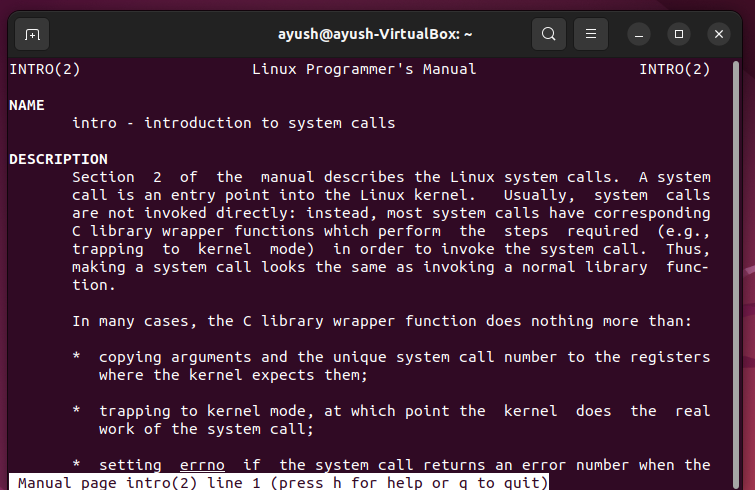 ayush@ayush-VirtualBox: ~
INTRO(2) Linux Programmer's Manual INTRO(2)
NAME
intro - introduction to system calls
DESCRIPTION
Section 2 of the manual describes the Linux system calls. A system
call is an entry point into the Linux kernel. Usually, system calls
are not invoked directly: instead, most system calls have corresponding
C library wrapper functions which perform the steps required (e.g.,
trapping to kernel mode) in order to invoke the system call. Thus,
making a system call looks the same as invoking a normal library func-
tion.
In many cases, the C library wrapper function does nothing more than:
* copying arguments and the unique system call number to the registers
where the kernel expects them;
* trapping to kernel mode, at which point the kernel does the real
work of the system call;
* setting errno if the system call returns an error number when the
Manual page intro(2) line 1 (press h for help or q to quit)